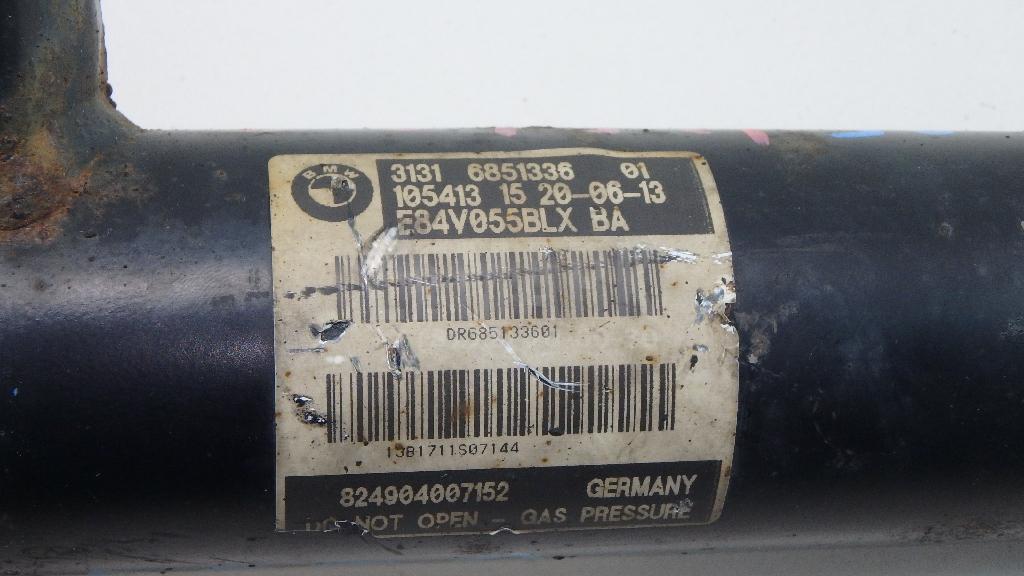 BMW
3131 6851336 01
105413 15 20-06-13
E84V055BLX BA
DR685133601
13B1711S07144
824904007152 GERMANY
DO NOT OPEN - GAS PRESSURE